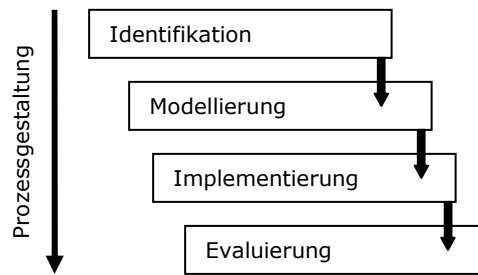 Prozessgestaltung
Identifikation
Modellierung
Implementierung
Evaluierung